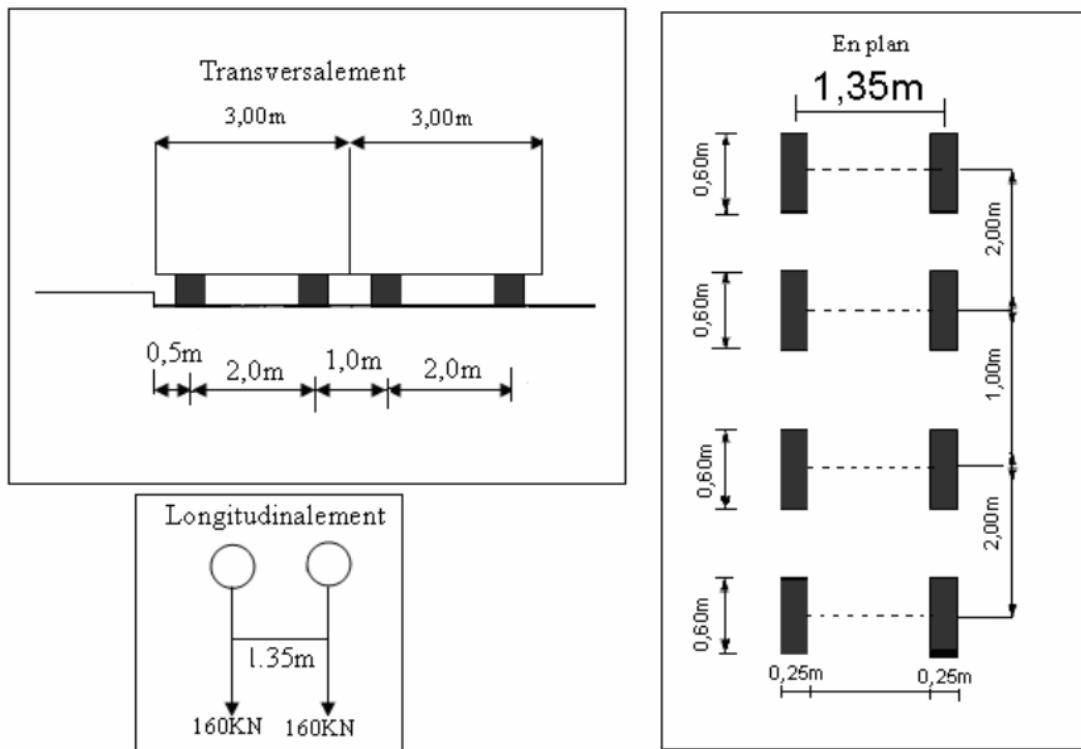 Transversalement
3,00m 3,00m
0,5m
2,0m
1,0m
2,0m
Longitudinalement
1.35m
160KN 160KN
En plan
1,35m
0,60m
2,00m
0,60m
1,00m
0,60m
2,00m
0,60m
0,25m 0,25m